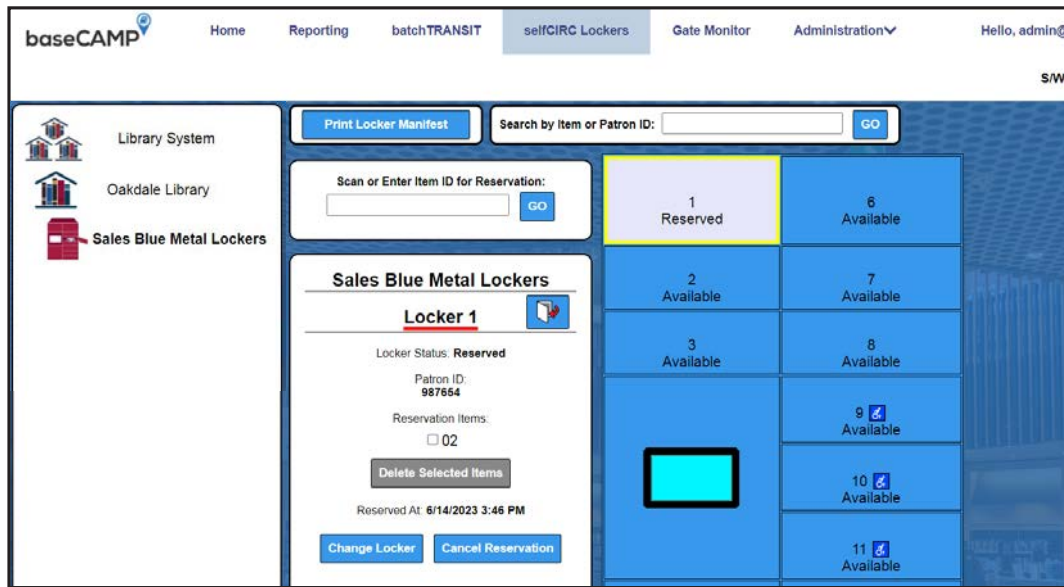 baseCAMP
Home Reporting batchTRANSIT selfCIRC Lockers Gate Monitor Administration Hello, admin@
S/W
Library System
Oakdale Library
Sales Blue Metal Lockers
Print Locker Manifest
Search by Item or Patron ID:
GO
Scan or Enter Item ID for Reservation:
GO
Sales Blue Metal Lockers
Locker 1
Locker Status: Reserved
Patron ID:
987654
Reservation Items:
02
Delete Selected Items
Reserved At: 6/14/2023 3:46 PM
Change Locker Cancel Reservation
1
Reserved
6
Available
2
Available
7
Available
3
Available
8
Available
9
Available
10
Available
11
Available